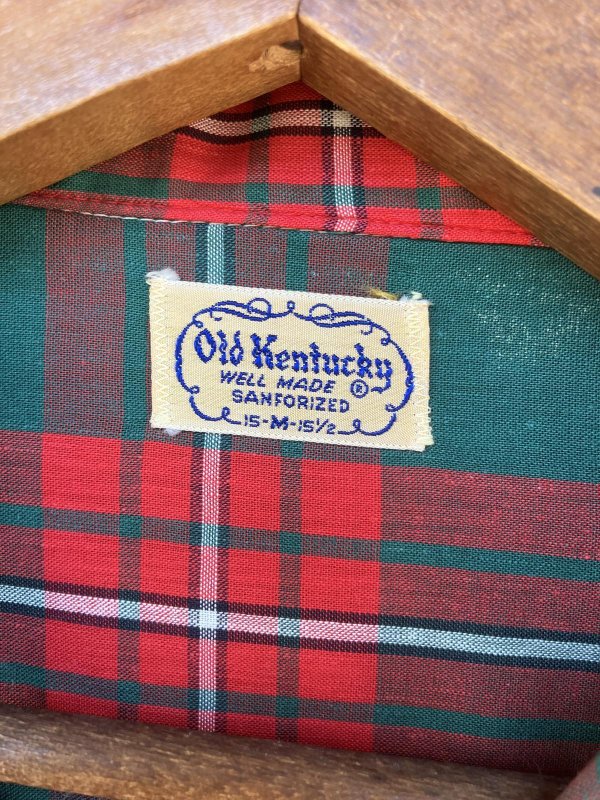 Old Kentucky
WELL MADE ®
SANFORIZED
15-M-15½